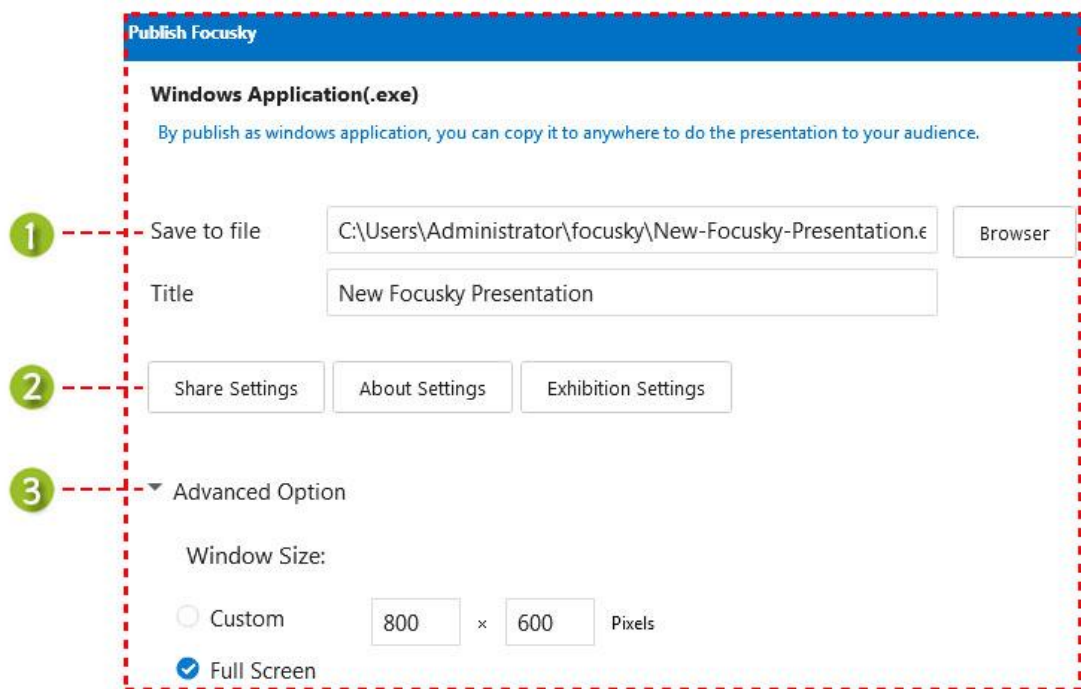 Publish Focusky
Windows Application(.exe)
By publish as windows application, you can copy it to anywhere to do the presentation to your audience.
1
Save to file C:\Users\Administrator\focusky\New-Focusky-Presentation.e Browser
Title New Focusky Presentation
2
Share Settings About Settings Exhibition Settings
3
Advanced Option
Window Size:
Custom 800 × 600 Pixels
Full Screen